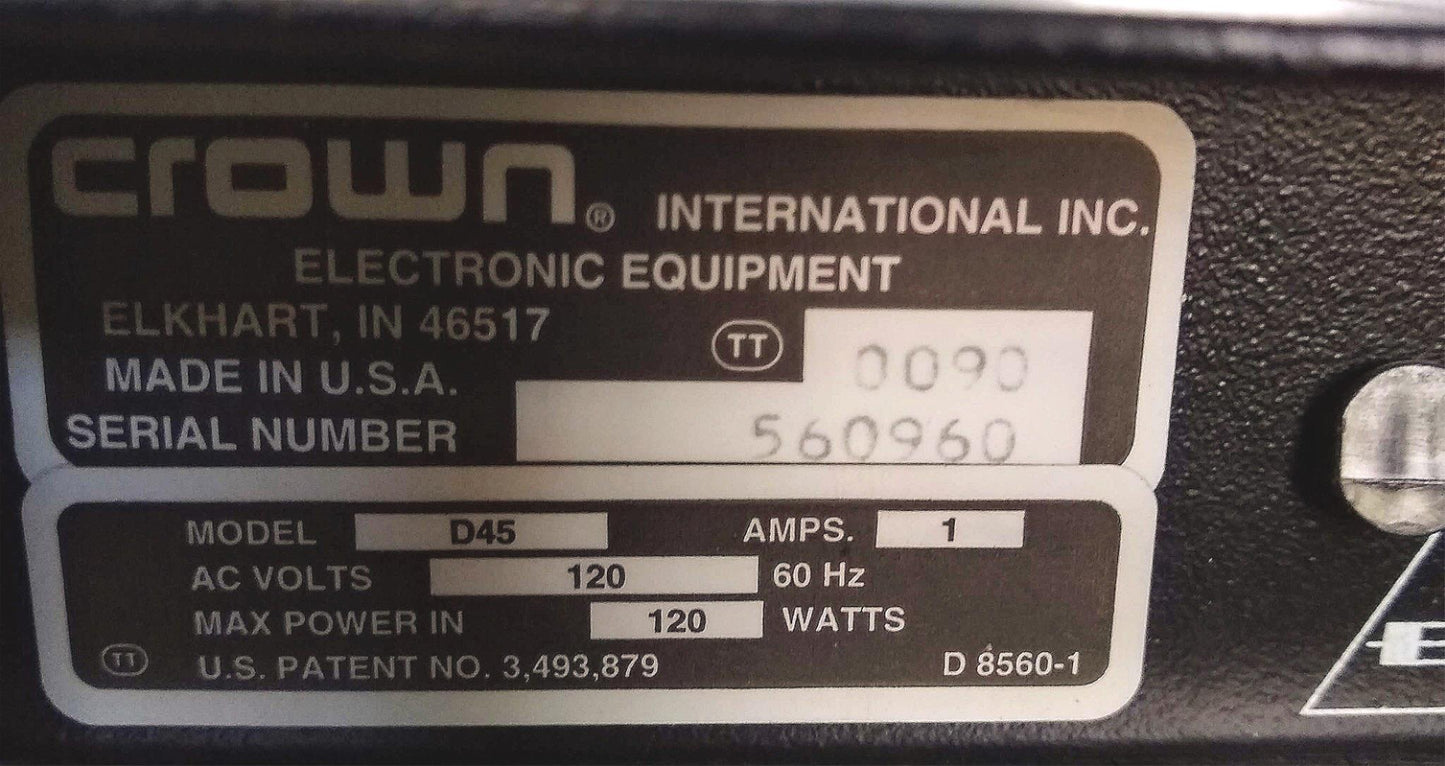 crown® INTERNATIONAL INC.
ELECTRONIC EQUIPMENT
ELKHART, IN 46517
TT 0090
MADE IN U.S.A.
SERIAL NUMBER 560960
MODEL D45 AMPS. 1
AC VOLTS 120 60 Hz
MAX POWER IN 120 WATTS
TT U.S. PATENT NO. 3,493,879 D 8560-1